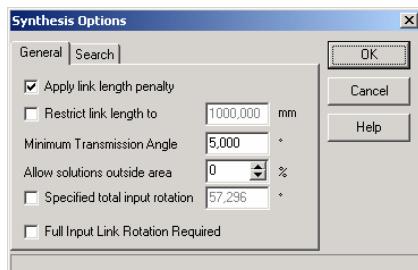 Synthesis Options
General Search
Apply link length penalty
Restrict link length to 1000,000 mm
Minimum Transmission Angle 5,000 °
Allow solutions outside area 0 %
Specified total input rotation 57,296 °
Full Input Link Rotation Required
OK
Cancel
Help